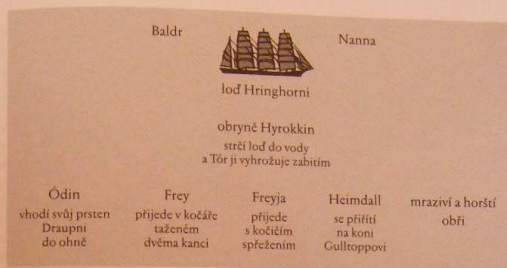 Baldr
Nanna
loď Hringhorni
obryně Hyrokkin
strčí loď do vody
a Tór ji vyhrožuje zabitím
Ódin
vhodí svůj prsten
Draupni
do ohně
Frey
přijede v kočáře
taženém
dvěma kanci
Freyja
přijede
s kočičím
spřežením
Heimdall
se přiřítí
na koni
Gulltoppovi
mraziví a horští
obři